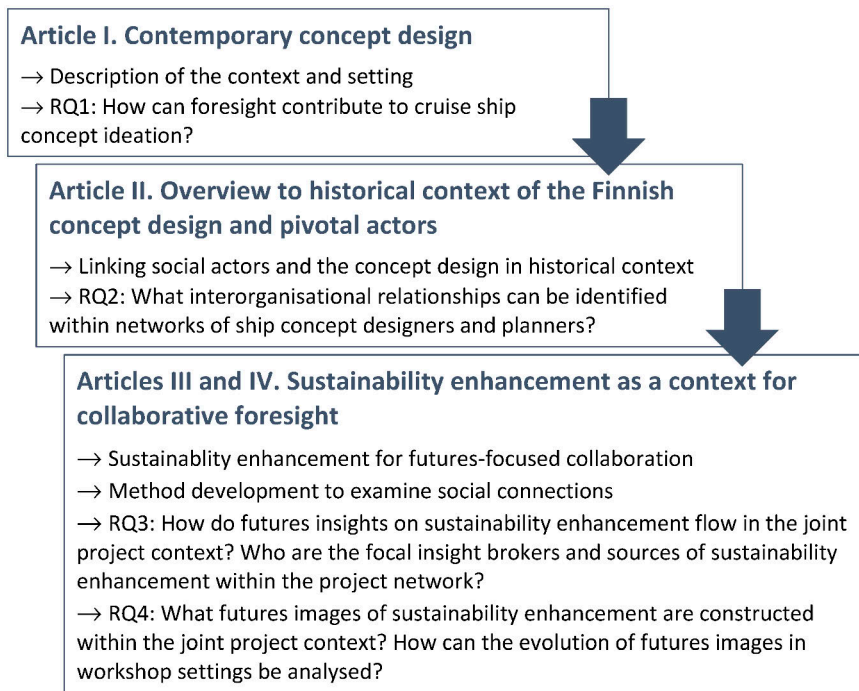 Article I. Contemporary concept design
→ Description of the context and setting
→ RQ1: How can foresight contribute to cruise ship
concept ideation?
Article II. Overview to historical context of the Finnish
concept design and pivotal actors
→ Linking social actors and the concept design in historical context
→ RQ2: What interorganisational relationships can be identified
within networks of ship concept designers and planners?
Articles III and IV. Sustainability enhancement as a context for
collaborative foresight
→ Sustainablity enhancement for futures-focused collaboration
→ Method development to examine social connections
→ RQ3: How do futures insights on sustainability enhancement flow in the joint
project context? Who are the focal insight brokers and sources of sustainability
enhancement within the project network?
→ RQ4: What futures images of sustainability enhancement are constructed
within the joint project context? How can the evolution of futures images in
workshop settings be analysed?